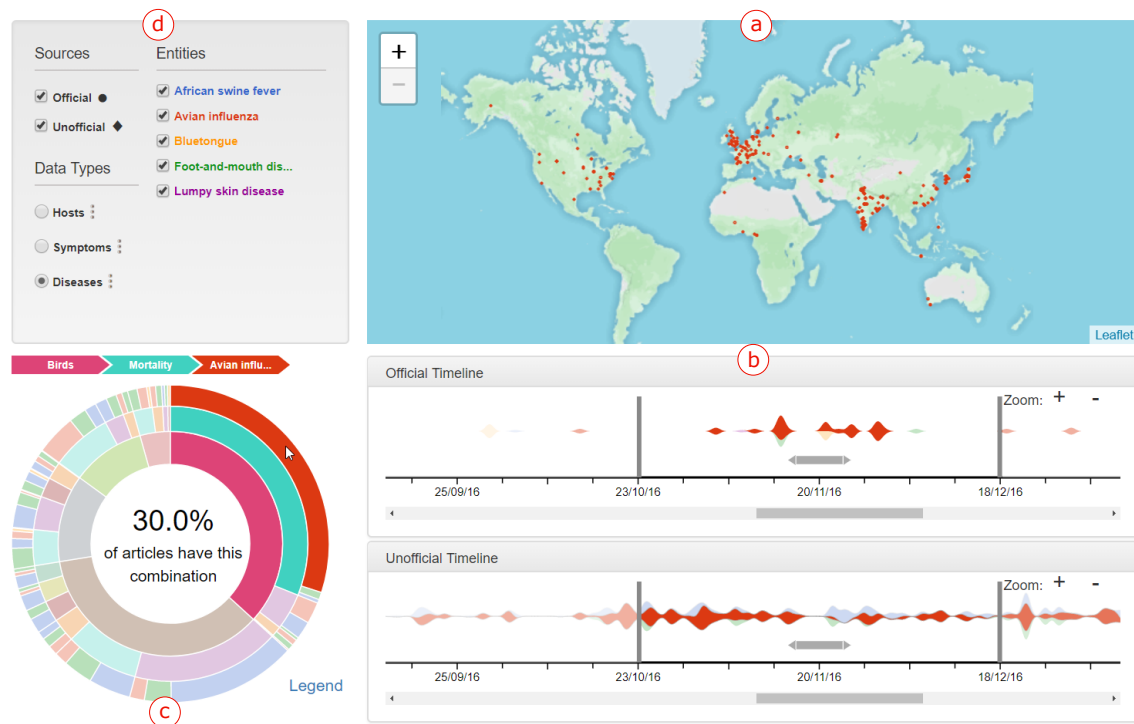 d
Sources
Entities
Official
Unofficial
Data Types
Hosts
Symptoms
Diseases
African swine fever
Avian influenza
Bluetongue
Foot-and-mouth dis...
Lumpy skin disease
a
+
-
Leaflet
Birds Mortality Avian influ...
30.0%
of articles have this
combination
Legend
c
b
Official Timeline
Zoom: + -
25/09/16 23/10/16 20/11/16 18/12/16
Unofficial Timeline
Zoom: + -
25/09/16 23/10/16 20/11/16 18/12/16